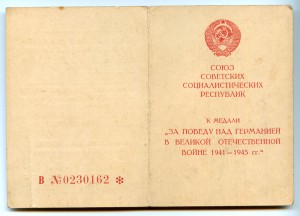 В №0230162 *
СОЮЗ
СОВЕТСКИХ
СОЦИАЛИСТИЧЕСКИХ
РЕСПУБЛИК
К МЕДАЛИ
„ЗА ПОБЕДУ НАД ГЕРМАНИЕЙ
В ВЕЛИКОЙ ОТЕЧЕСТВЕННОЙ
ВОЙНЕ 1941–1945 гг.“